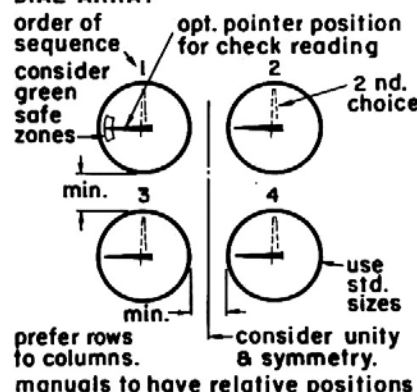 DIAL ARRAY
order of
sequence
opt. pointer position
for check reading
consider
green
safe
zones
1
2
2 nd.
choice
min.
3
4
min.
use
std.
sizes
prefer rows
to columns.
consider unity
& symmetry.
manuals to have relative positions